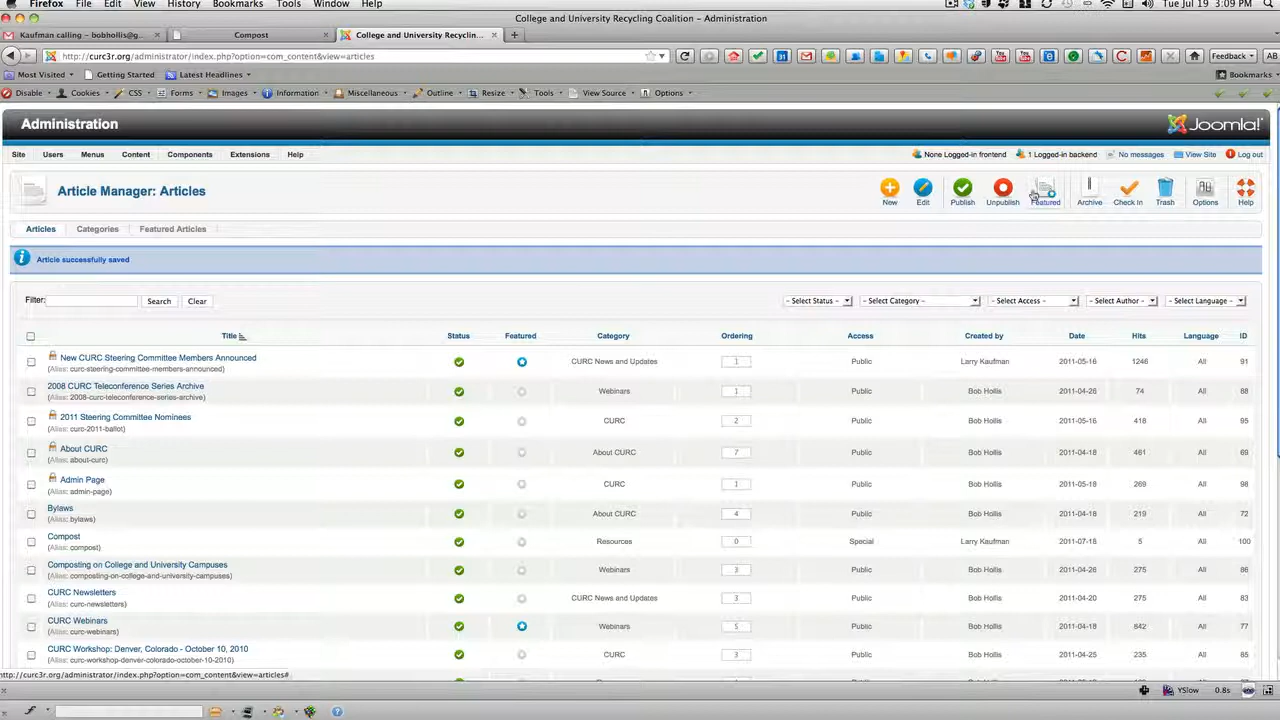 Firefox File Edit View History Bookmarks Tools Window Help Tue Jul 19 3:09 PM
College and University Recycling Coalition - Administration
Kaufman calling - bobhollis@g... Compost College and University Recyclin...
http://curc3r.org/administrator/index.php?option=com_content&view=articles Feedback AB
Most Visited Getting Started Latest Headlines Bookmarks
Disable Cookies CSS Forms Images Information Miscellaneous Outline Resize Tools View Source Options
Administration Joomla!
Site Users Menus Content Components Extensions Help None Logged-in frontend 1 Logged-in backend No messages View Site Log out
Article Manager: Articles New Edit Publish Unpublish Featured Archive Check In Trash Options Help
Articles Categories Featured Articles
Article successfully saved
Filter: Search Clear - Select Status - - Select Category - - Select Access - - Select Author - - Select Language -
Title Status Featured Category Ordering Access Created by Date Hits Language ID
New CURC Steering Committee Members Announced CURC News and Updates 1 Public Larry Kaufman 2011-05-16 1246 All 91
(Alias: curc-steering-committee-members-announced)
2008 CURC Teleconference Series Archive Webinars 1 Public Bob Hollis 2011-04-26 74 All 88
(Alias: 2008-curc-teleconference-series-archive)
2011 Steering Committee Nominees CURC 2 Public Bob Hollis 2011-05-16 418 All 95
(Alias: curc-2011-ballot)
About CURC About CURC 7 Public Bob Hollis 2011-04-18 461 All 69
(Alias: about-curc)
Admin Page CURC 1 Public Bob Hollis 2011-05-18 269 All 98
(Alias: admin-page)
Bylaws About CURC 4 Public Bob Hollis 2011-04-18 219 All 72
(Alias: bylaws)
Compost Resources 0 Special Larry Kaufman 2011-07-18 5 All 100
(Alias: compost)
Composting on College and University Campuses Webinars 3 Public Bob Hollis 2011-04-26 275 All 86
(Alias: composting-on-college-and-university-campuses)
CURC Newsletters CURC News and Updates 3 Public Bob Hollis 2011-04-20 275 All 83
(Alias: curc-newsletters)
CURC Webinars Webinars 5 Public Bob Hollis 2011-04-18 842 All 77
(Alias: curc-webinars)
CURC Workshop: Denver, Colorado - October 10, 2010 CURC 3 Public Bob Hollis 2011-04-25 235 All 85
(Alias: curc-workshop-denver-colorado-october-10-2010)
http://curc3r.org/administrator/index.php?option=com_content&view=articles#
YSlow 0.8s